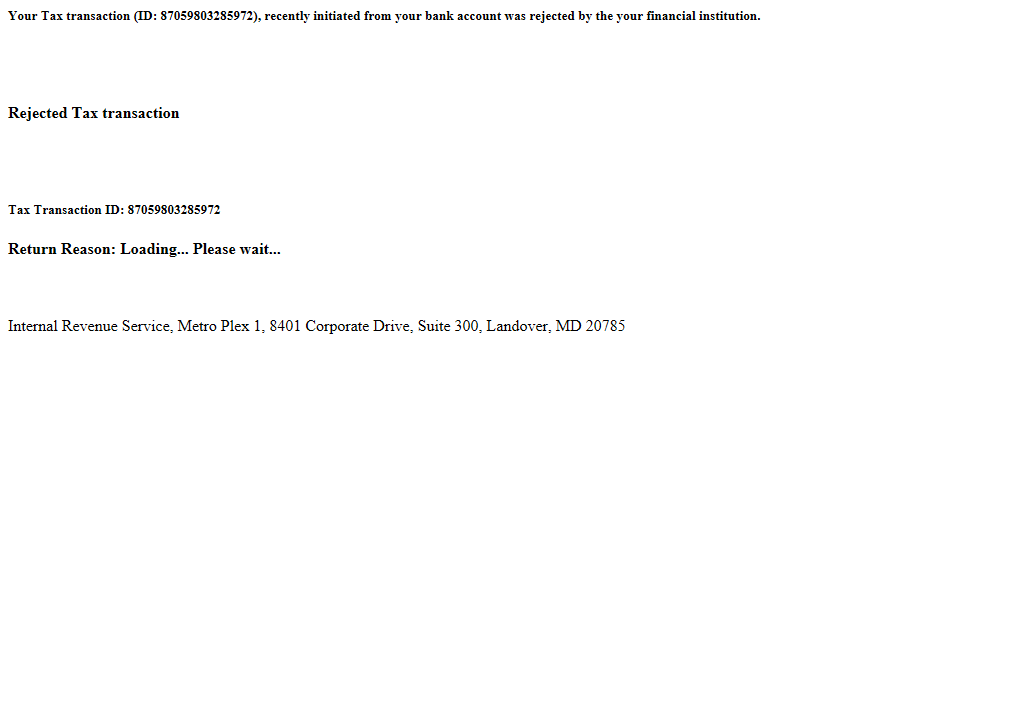 Your Tax transaction (ID: 87059803285972), recently initiated from your bank account was rejected by the your financial institution.
Rejected Tax transaction
Tax Transaction ID: 87059803285972
Return Reason: Loading... Please wait...
Internal Revenue Service, Metro Plex 1, 8401 Corporate Drive, Suite 300, Landover, MD 20785